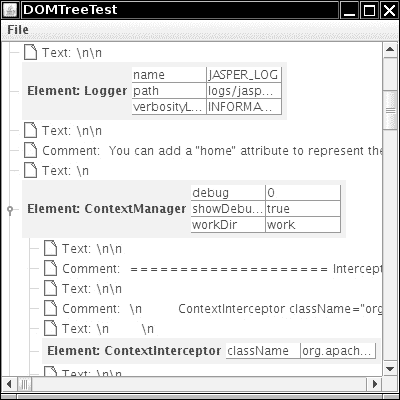 DOMTreeTest
File
Text: \n\n
Element: Logger
name JASPER_LOG
path logs/jasp...
verbosityL... INFORMA...
Text: \n\n
Comment: You can add a "home" attribute to represent the
Text: \n
Element: ContextManager
debug 0
showDebu... true
workDir work
Text: \n\n
Comment: ==================== Intercept
Text: \n\n
Comment: \n ContextInterceptor className="org
Text: \n \n
Element: ContextInterceptor className org.apach...
Text: \n\n